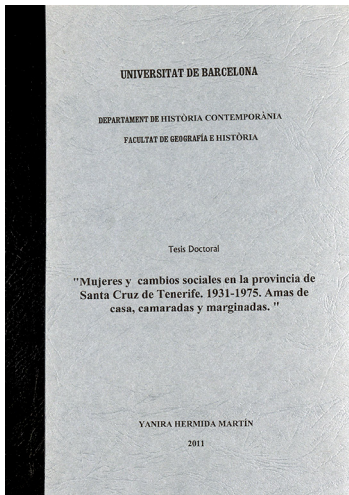 UNIVERSITAT DE BARCELONA
DEPARTAMENT DE HISTÒRIA CONTEMPORÀNIA
FACULTAT DE GEOGRAFÍA E HISTÒRIA
Tesis Doctoral
"Mujeres y cambios sociales en la provincia de
Santa Cruz de Tenerife. 1931-1975. Amas de
casa, camaradas y marginadas. "
YANIRA HERMIDA MARTÍN
2011